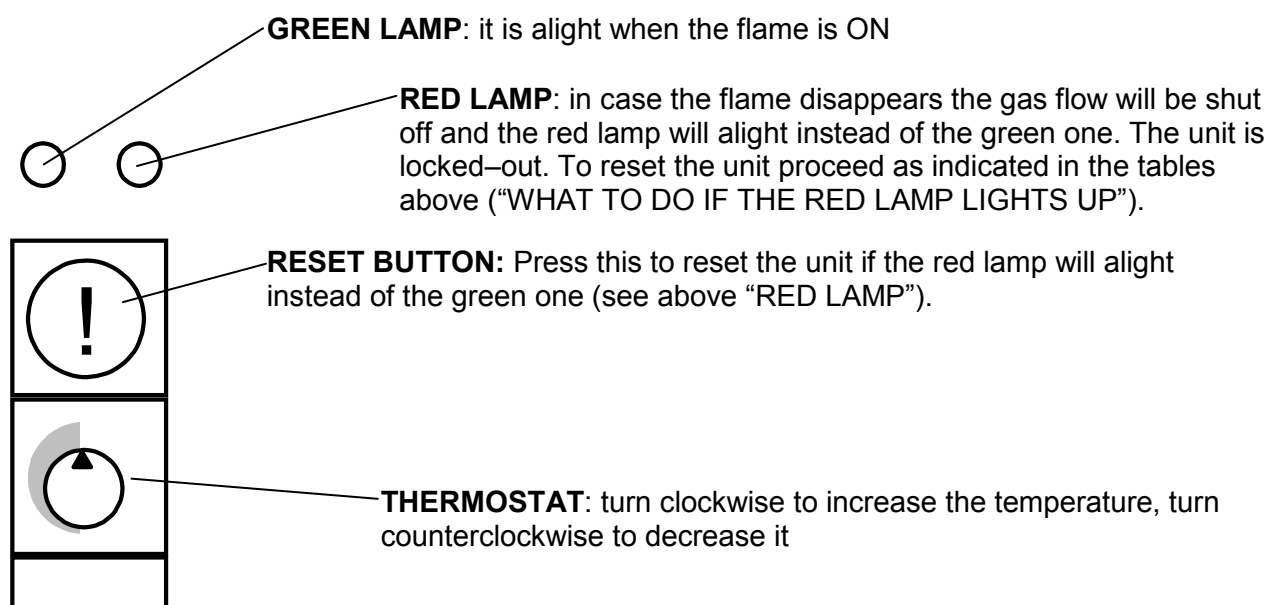 GREEN LAMP: it is alight when the flame is ON
RED LAMP: in case the flame disappears the gas flow will be shut
off and the red lamp will alight instead of the green one. The unit is
locked–out. To reset the unit proceed as indicated in the tables
above (“WHAT TO DO IF THE RED LAMP LIGHTS UP”).
RESET BUTTON: Press this to reset the unit if the red lamp will alight
instead of the green one (see above “RED LAMP”).
!
THERMOSTAT: turn clockwise to increase the temperature, turn
counterclockwise to decrease it